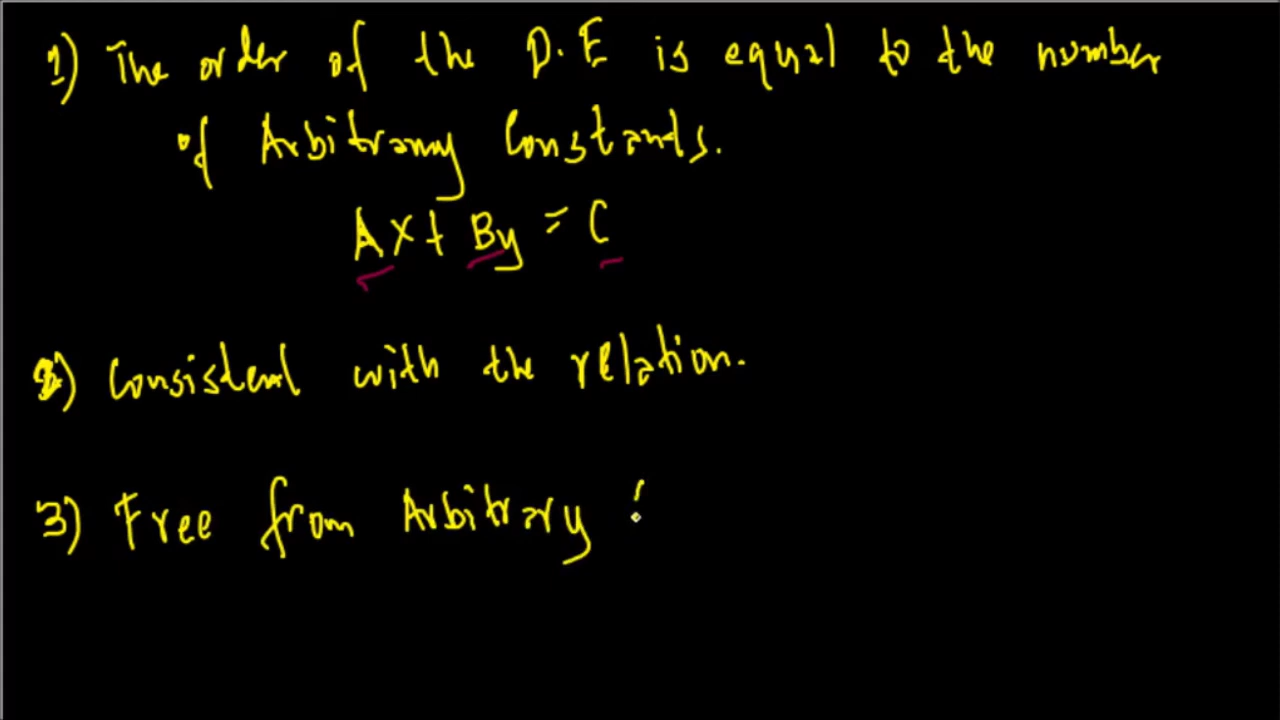 1) The order of the D.E is equal to the number
of Arbitrary Constands.
Ax + By = C
2) Consistent with the relation.
3) Free from Arbitrary